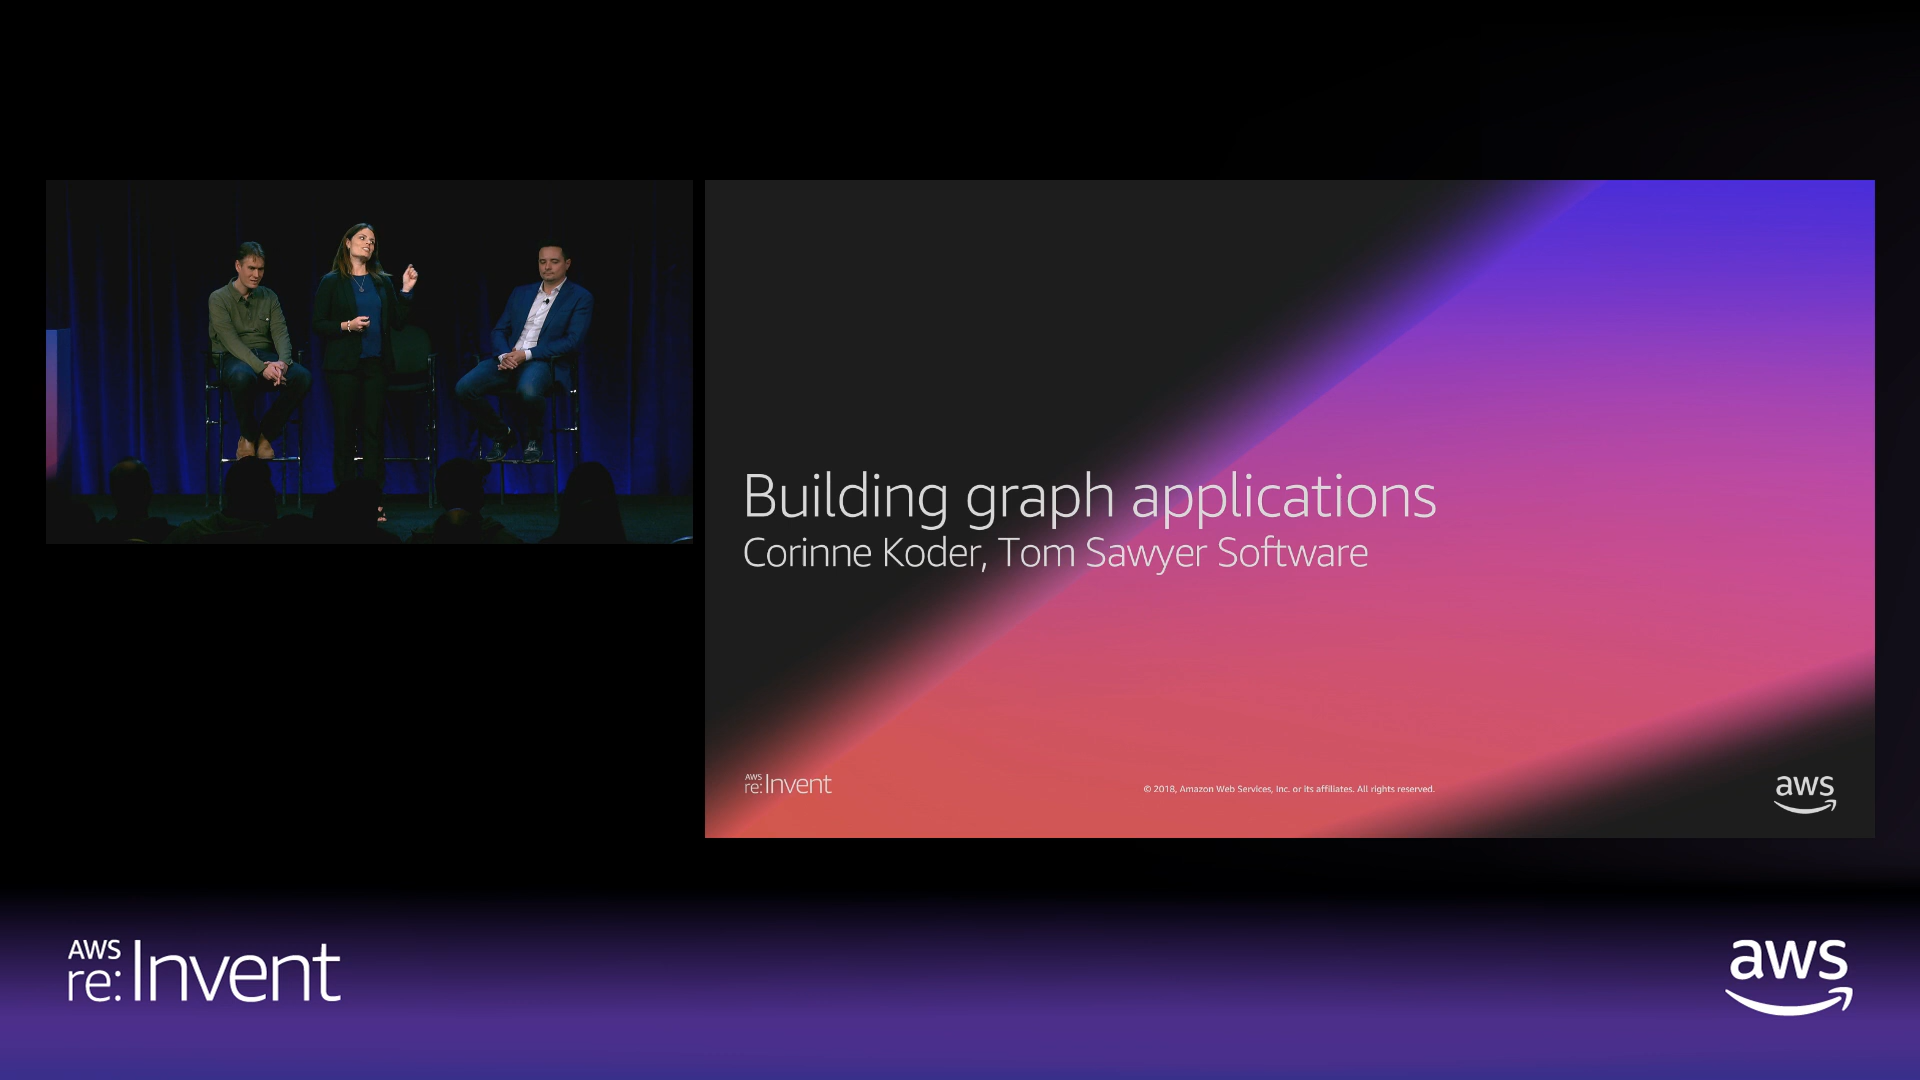 Building graph applications
Corinne Koder, Tom Sawyer Software
AWS
re:Invent
© 2018, Amazon Web Services, Inc. or its affiliates. All rights reserved.
aws
AWS
re:Invent
aws